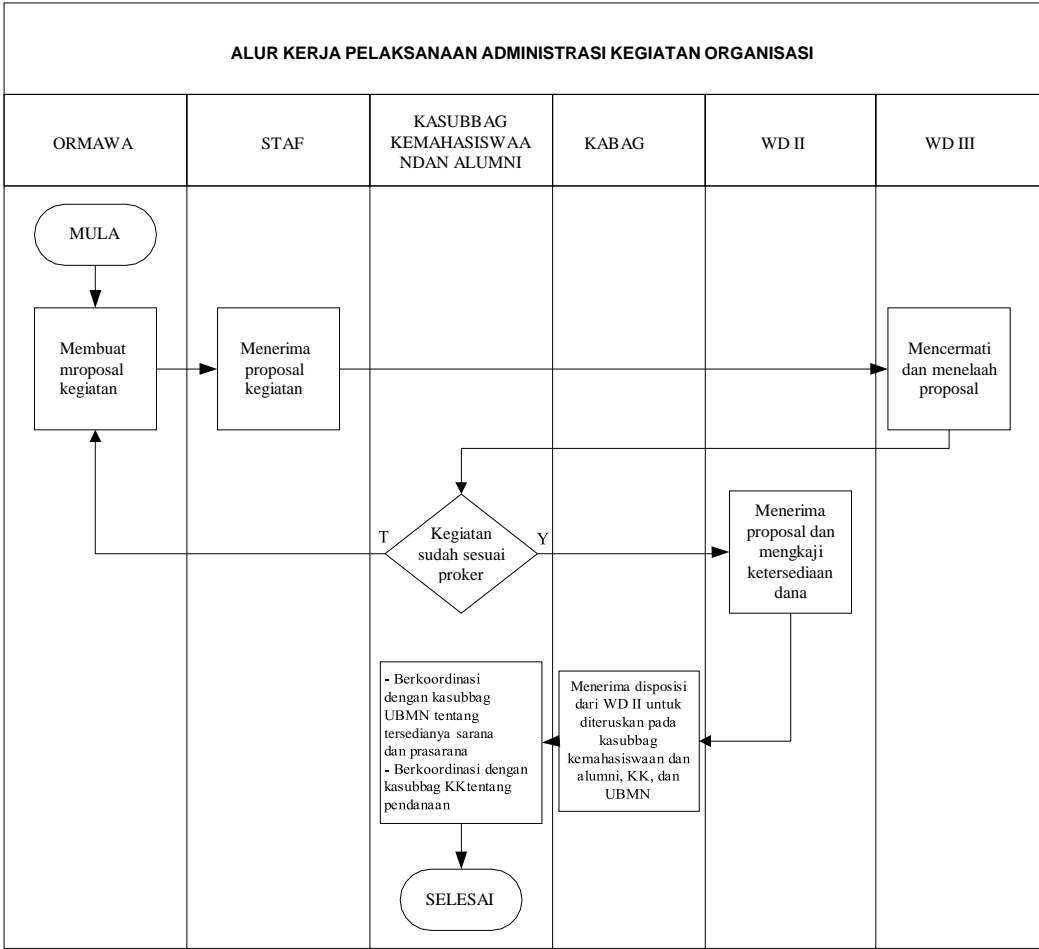 ALUR KERJA PELAKSANAAN ADMINISTRASI KEGIATAN ORGANISASI
ORMAWA
STAF
KASUBBAG
KEMAHASISWAA
NDAN ALUMNI
KABAG
WD II
WD III
MULA
Membuat
mroposal
kegiatan
Menerima
proposal
kegiatan
Mencermati
dan menelaah
proposal
T
Kegiatan
sudah sesuai
proker
Y
Menerima
proposal dan
mengkaji
ketersediaan
dana
- Berkoordinasi
dengan kasubbag
UBMN tentang
tersedianya sarana
dan prasarana
- Berkoordinasi dengan
kasubbag KKtentang
pendanaan
Menerima disposisi
dari WD II untuk
diteruskan pada
kasubbag
kemahasiswaan dan
alumni, KK, dan
UBMN
SELESAI